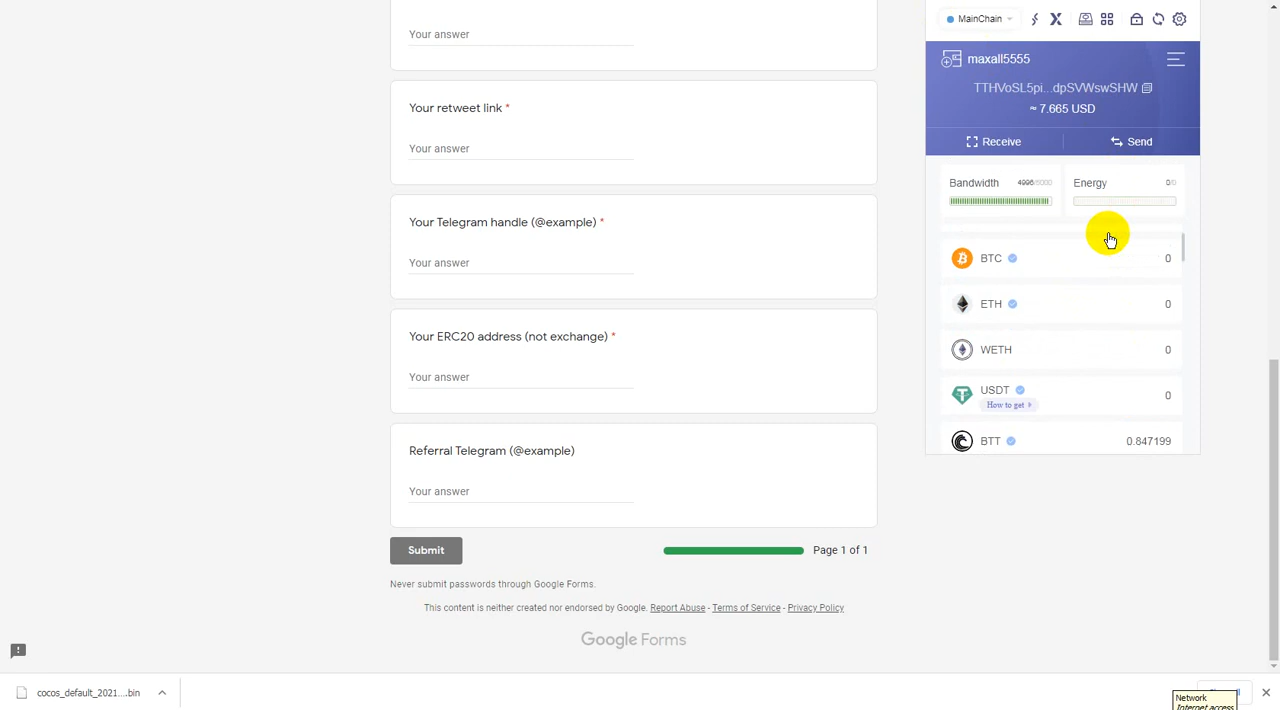 Your answer
Your retweet link *
Your answer
Your Telegram handle (@example) *
Your answer
Your ERC20 address (not exchange) *
Your answer
Referral Telegram (@example)
Your answer
Submit
Page 1 of 1
Never submit passwords through Google Forms.
This content is neither created nor endorsed by Google. Report Abuse - Terms of Service - Privacy Policy
Google Forms
cocos_default_2021....bin
MainChain
maxall5555
TTHVoSL5pi...dpSVWswSHW
≈ 7.665 USD
Receive
Send
Bandwidth 4996/5000
Energy 0/0
BTC 0
ETH 0
WETH 0
USDT 0
How to get
BTT 0.847199
Network
Internet access